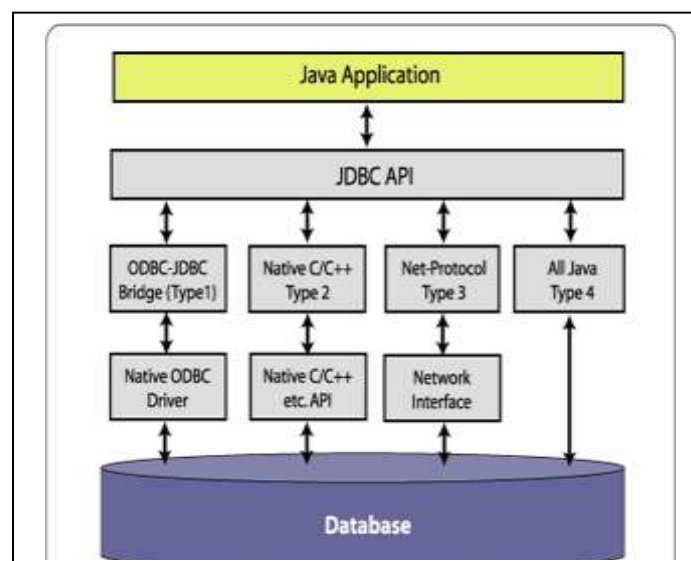 Java Application
JDBC API
ODBC-JDBC
Bridge (Type1)
Native C/C++
Type 2
Net-Protocol
Type 3
All Java
Type 4
Native ODBC
Driver
Native C/C++
etc. API
Network
Interface
Database